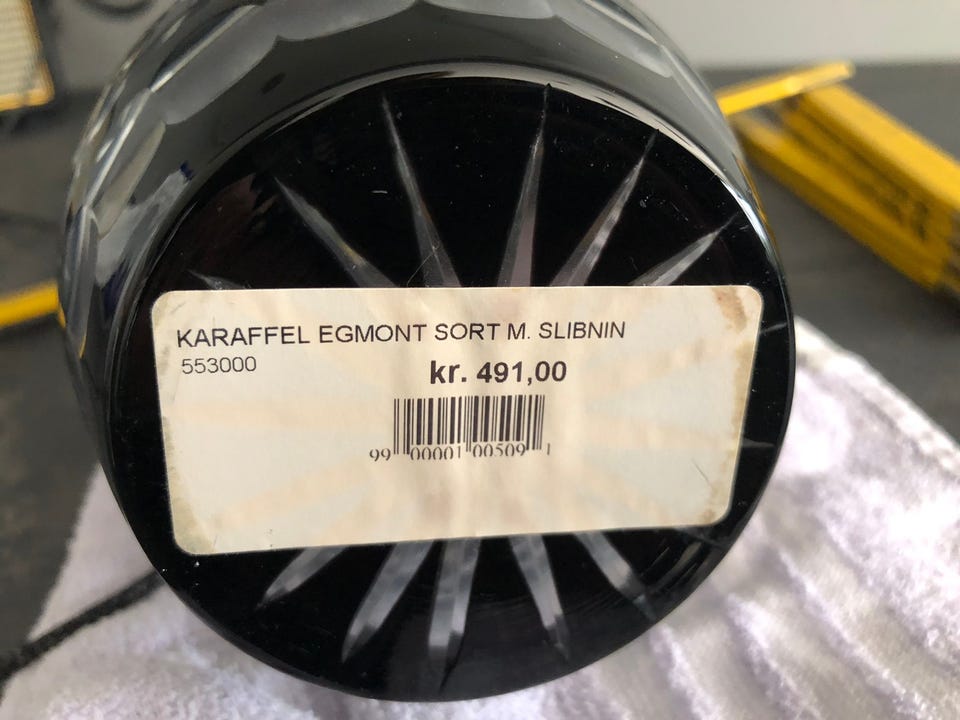 KARAFFEL EGMONT SORT M. SLIBNIN
553000
kr. 491,00
99 00001 00509 1